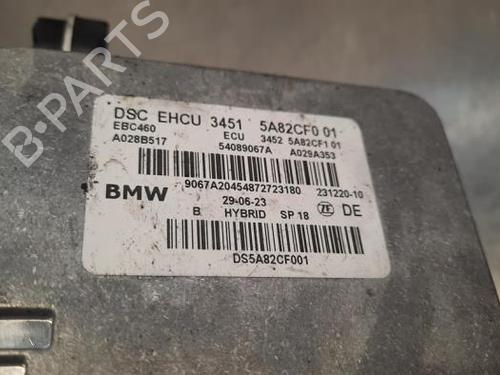 DSC EHCU 3451 5A82CF0 01
EBC460 ECU 3452 5A82CF1 01
A028B517 54089067A A029A353
BMW 9067A20454872723180 231220-10
29-06-23
B HYBRID SP 18 ZF DE
DS5A82CF001
B-PARTS